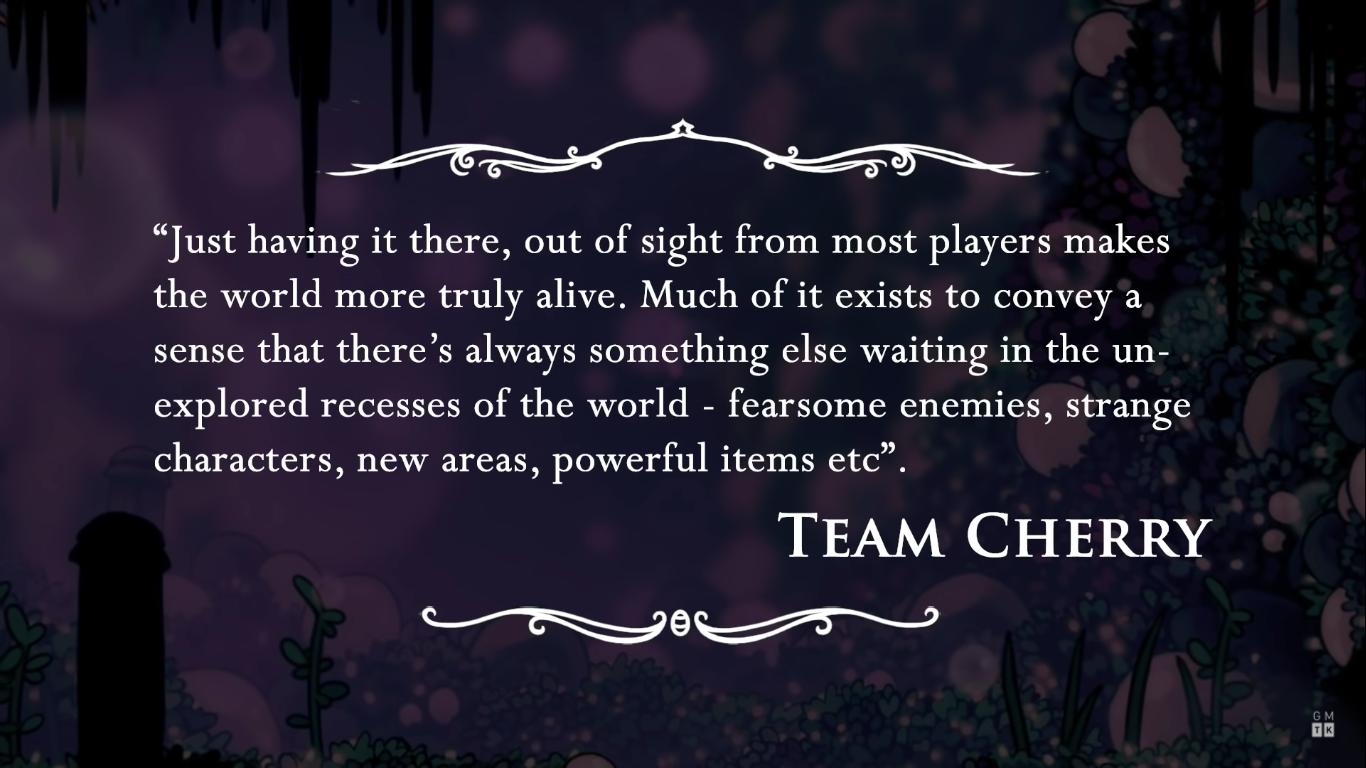 “Just having it there, out of sight from most players makes
the world more truly alive. Much of it exists to convey a
sense that there’s always something else waiting in the un-
explored recesses of the world - fearsome enemies, strange
characters, new areas, powerful items etc”.
TEAM CHERRY
GM
TK